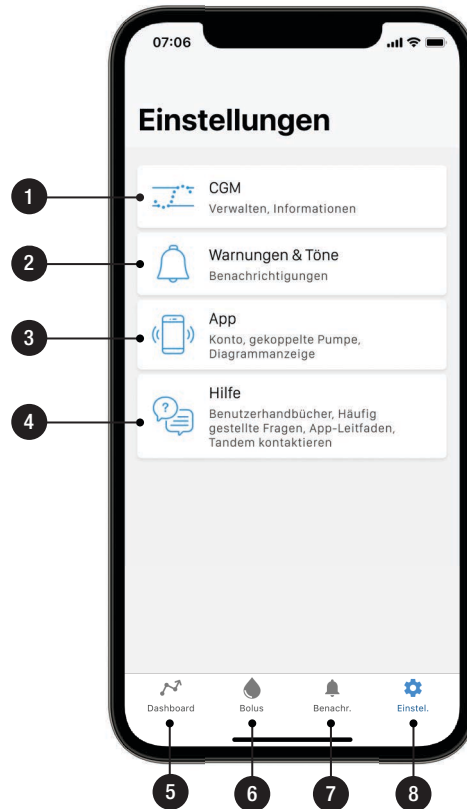 07:06
Einstellungen
1
CGM
Verwalten, Informationen
2
Warnungen & Töne
Benachrichtigungen
3
App
Konto, gekoppelte Pumpe,
Diagrammanzeige
4
?
Hilfe
Benutzerhandbücher, Häufig
gestellte Fragen, App-Leitfaden,
Tandem kontaktieren
Dashboard Bolus Benachr. Einstel.
5 6 7 8